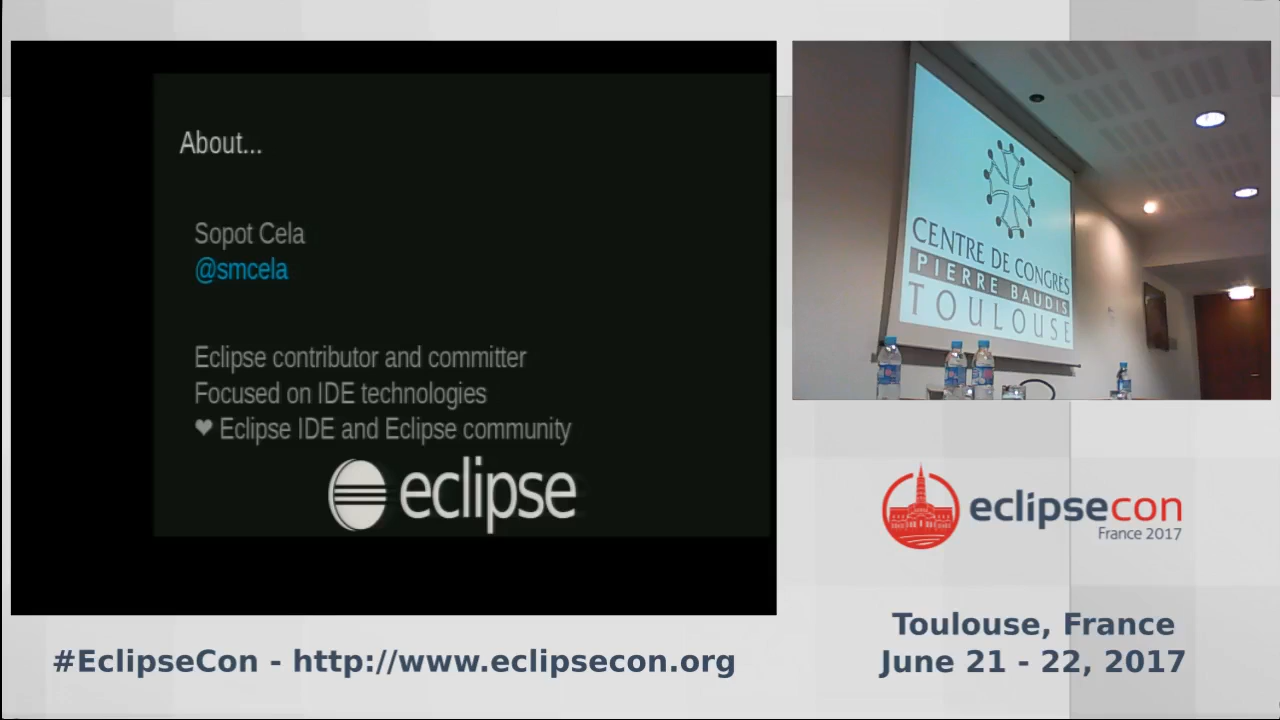 About...
Sopot Cela
@smcela
Eclipse contributor and committer
Focused on IDE technologies
♥ Eclipse IDE and Eclipse community
eclipse
CENTRE DE CONGRÈS
PIERRE BAUDIS
TOULOUSE
eclipsecon
France 2017
Toulouse, France
June 21 - 22, 2017
#EclipseCon - http://www.eclipsecon.org